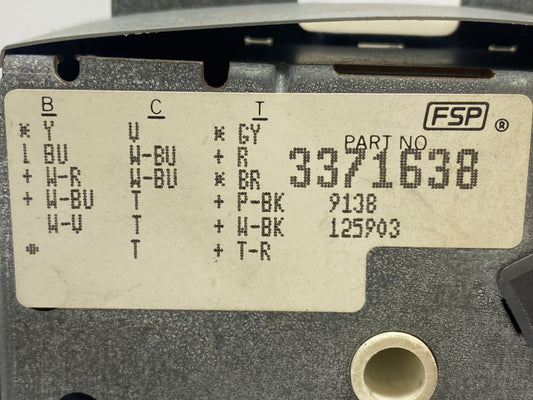 B C T FSP ®
* Y V * GY PART NO
1 BU W-BU + R 3371638
+ W-R W-BU * BR
+ W-BU T + P-BK 9138
W-V T + W-BK 125903
T + T-R